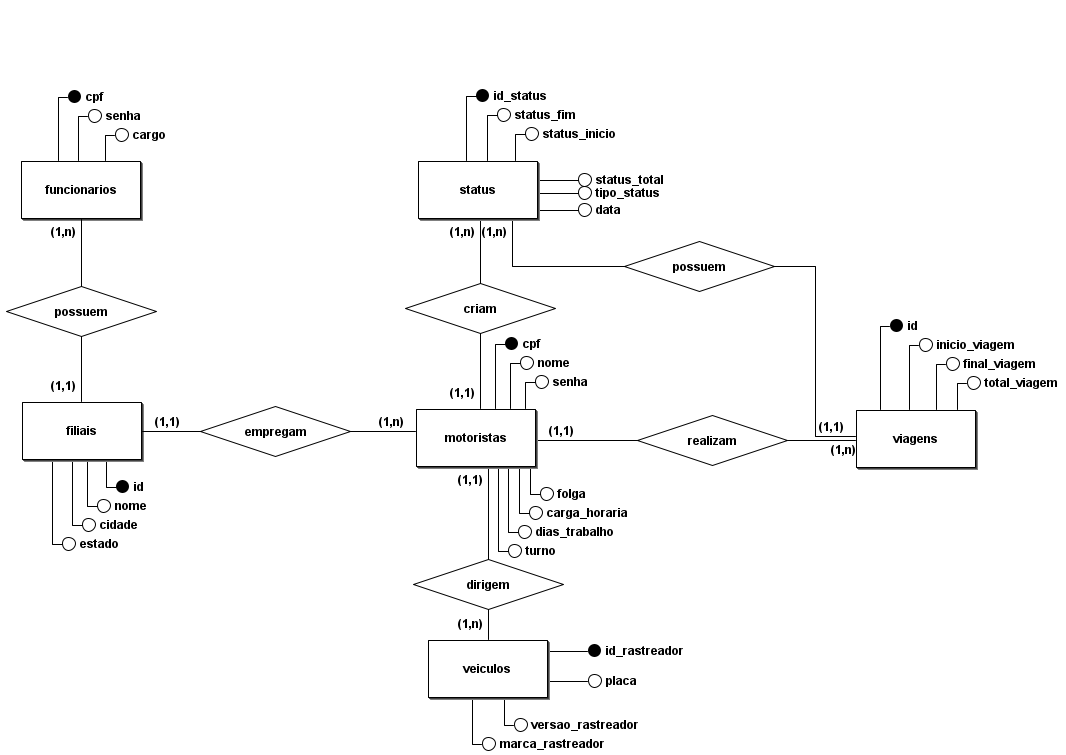 cpf
senha
cargo
funcionarios
(1,n)
possuem
(1,1)
filiais
id
nome
cidade
estado
(1,1)
empregam
(1,n)
id_status
status_fim
status_inicio
status
status_total
tipo_status
data
(1,n)
(1,n)
criam
(1,1)
possuem
(1,1)
cpf
nome
senha
motoristas
folga
carga_horaria
dias_trabalho
turno
(1,1)
realizam
(1,n)
id
inicio_viagem
final_viagem
total_viagem
viagens
(1,1)
dirigem
(1,n)
veiculos
id_rastreador
placa
versao_rastreador
marca_rastreador